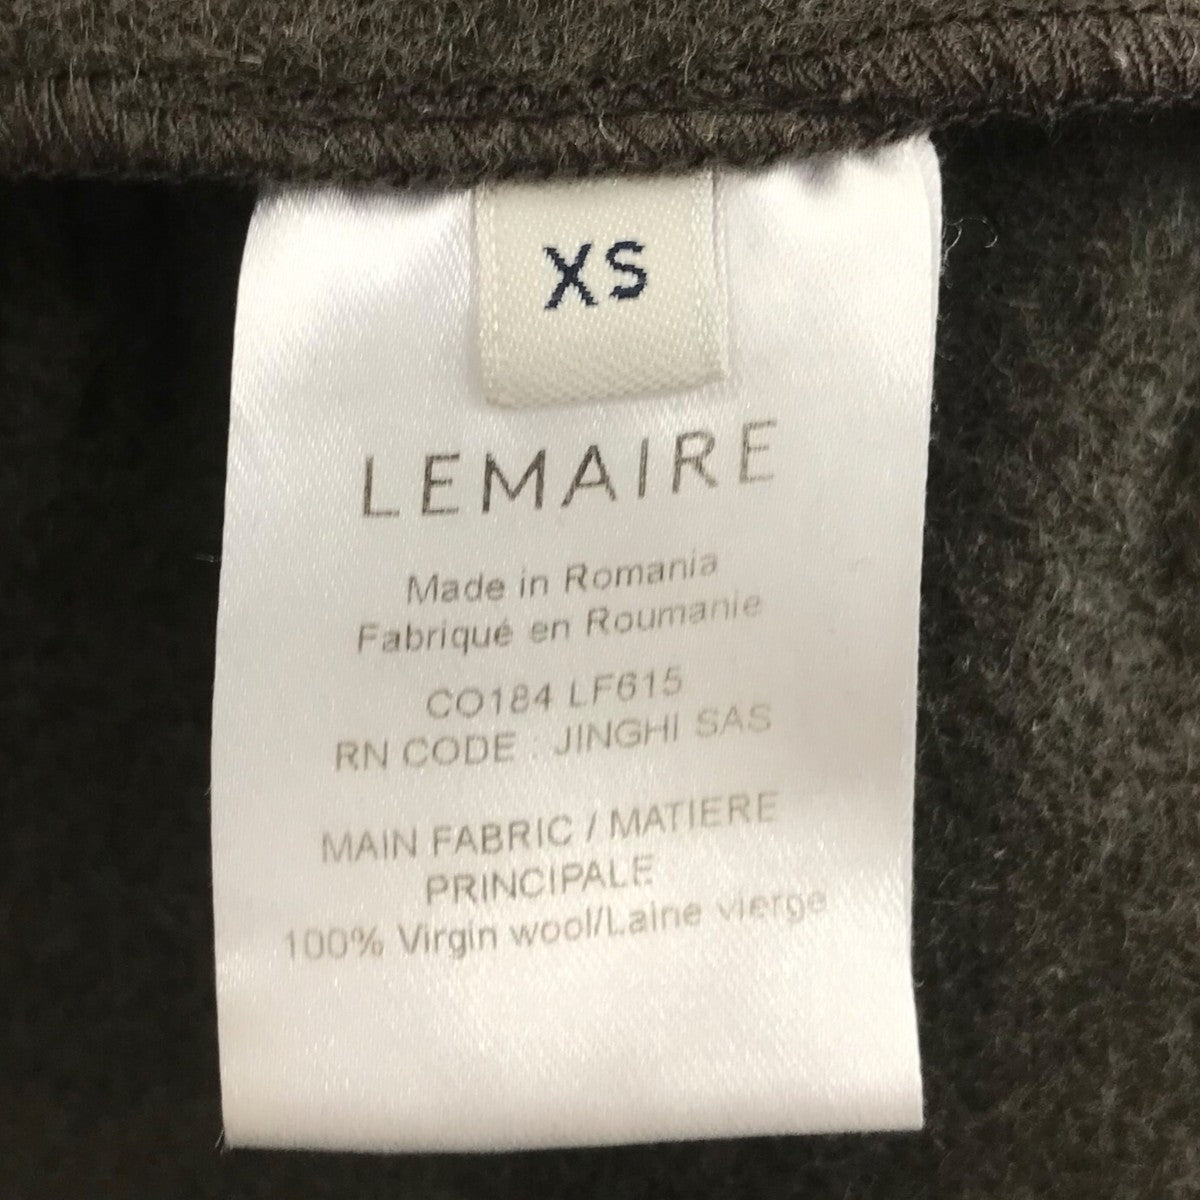 XS
LEMAIRE
Made in Romania
Fabriqué en Roumanie
CO184 LF615
RN CODE : JINGHI SAS
MAIN FABRIC / MATIERE
PRINCIPALE
100% Virgin wool/Laine vierge